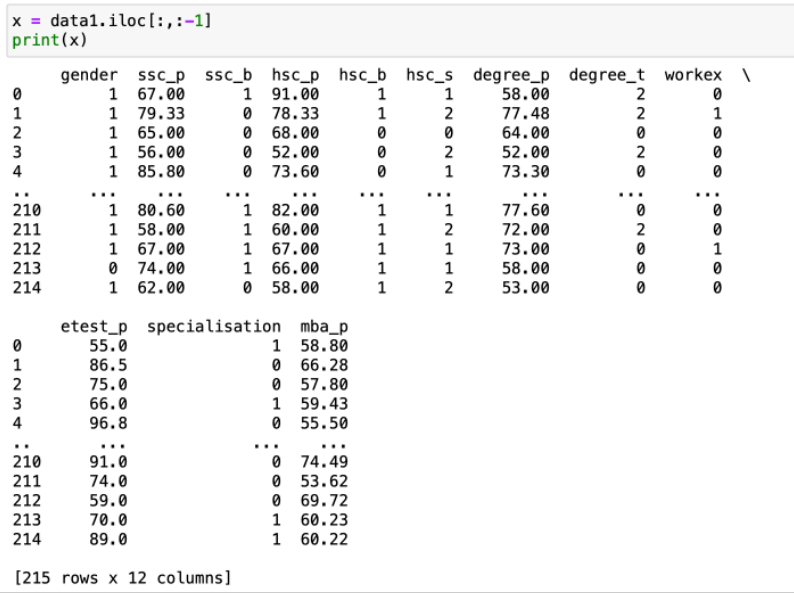 x = data1.iloc[:,:-1]
print(x)
     gender  ssc_p  ssc_b  hsc_p  hsc_b  hsc_s  degree_p  degree_t  workex  \
0         1  67.00      1  91.00      1      1     58.00         2       0
1         1  79.33      0  78.33      1      2     77.48         2       1
2         1  65.00      0  68.00      0      0     64.00         0       0
3         1  56.00      0  52.00      0      2     52.00         2       0
4         1  85.80      0  73.60      0      1     73.30         0       0
..      ...    ...    ...    ...    ...    ...       ...       ...     ...
210       1  80.60      1  82.00      1      1     77.60         0       0
211       1  58.00      1  60.00      1      2     72.00         2       0
212       1  67.00      1  67.00      1      1     73.00         0       1
213       0  74.00      1  66.00      1      1     58.00         0       0
214       1  62.00      0  58.00      1      2     53.00         0       0
     etest_p  specialisation  mba_p
0       55.0               1  58.80
1       86.5               0  66.28
2       75.0               0  57.80
3       66.0               1  59.43
4       96.8               0  55.50
..       ...             ...    ...
210     91.0               0  74.49
211     74.0               0  53.62
212     59.0               0  69.72
213     70.0               1  60.23
214     89.0               1  60.22
[215 rows x 12 columns]